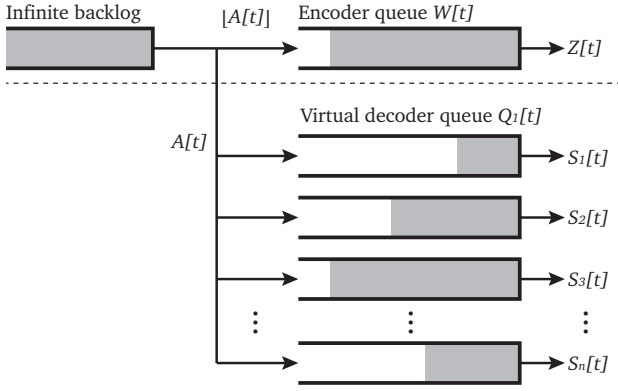 Infinite backlog
⌊A[t]⌋
Encoder queue W[t]
Z[t]
Virtual decoder queue Q1[t]
A[t]
S1[t]
S2[t]
S3[t]
Sn[t]